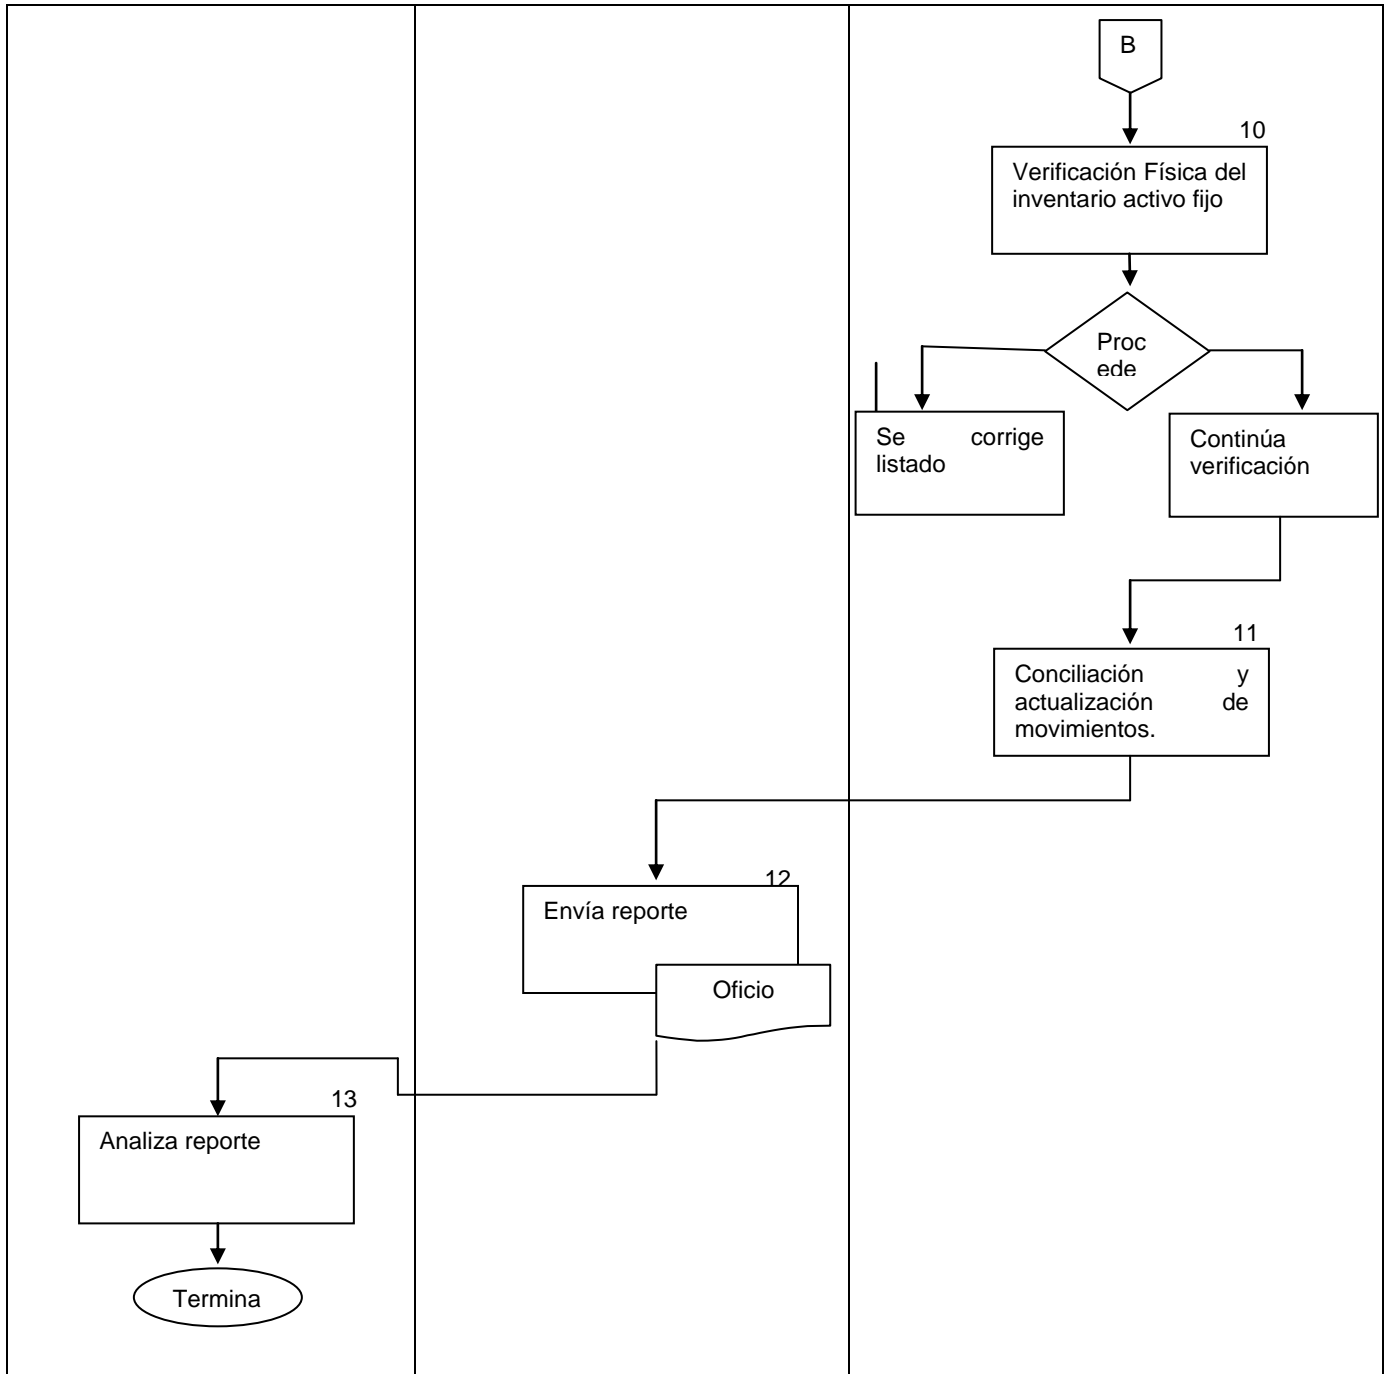 B
10
Verificación Física del
inventario activo fijo
Proc
ede
Se corrige
listado
Continúa
verificación
11
Conciliación y
actualización de
movimientos.
12
Envía reporte
Oficio
13
Analiza reporte
Termina